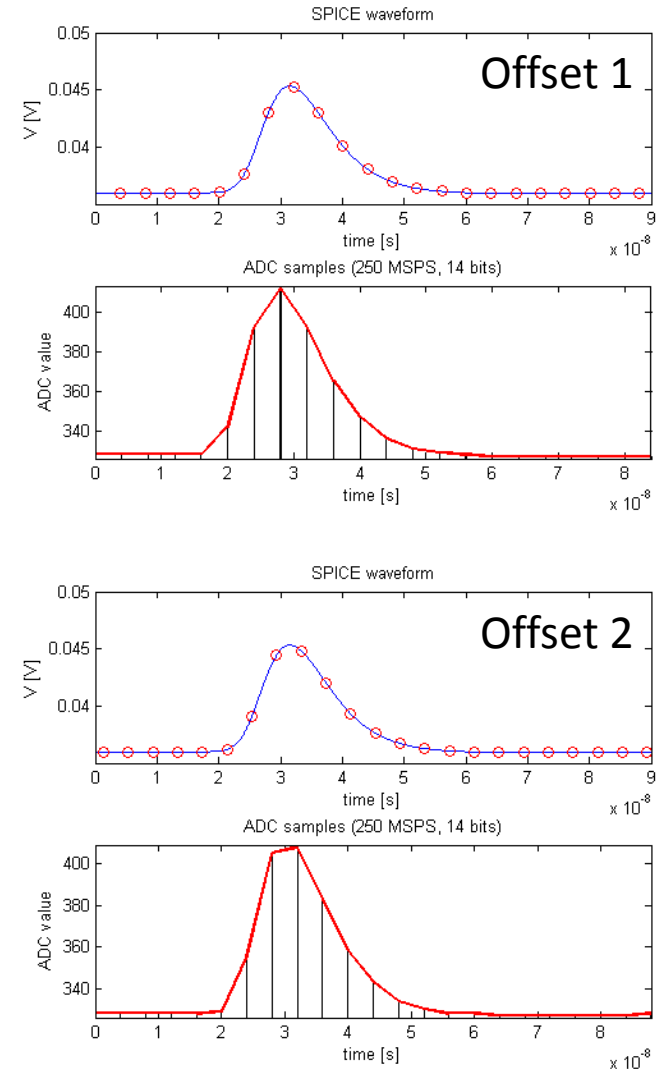 SPICE waveform
Offset 1
V [V]
0.05
0.045
0.04
0 1 2 3 4 5 6 7 8 9
time [s]
x 10-8
ADC samples (250 MSPS, 14 bits)
ADC value
400
380
360
340
0 1 2 3 4 5 6 7 8
time [s]
x 10-8
SPICE waveform
Offset 2
V [V]
0.05
0.045
0.04
0 1 2 3 4 5 6 7 8 9
time [s]
x 10-8
ADC samples (250 MSPS, 14 bits)
ADC value
400
380
360
340
0 1 2 3 4 5 6 7 8
time [s]
x 10-8